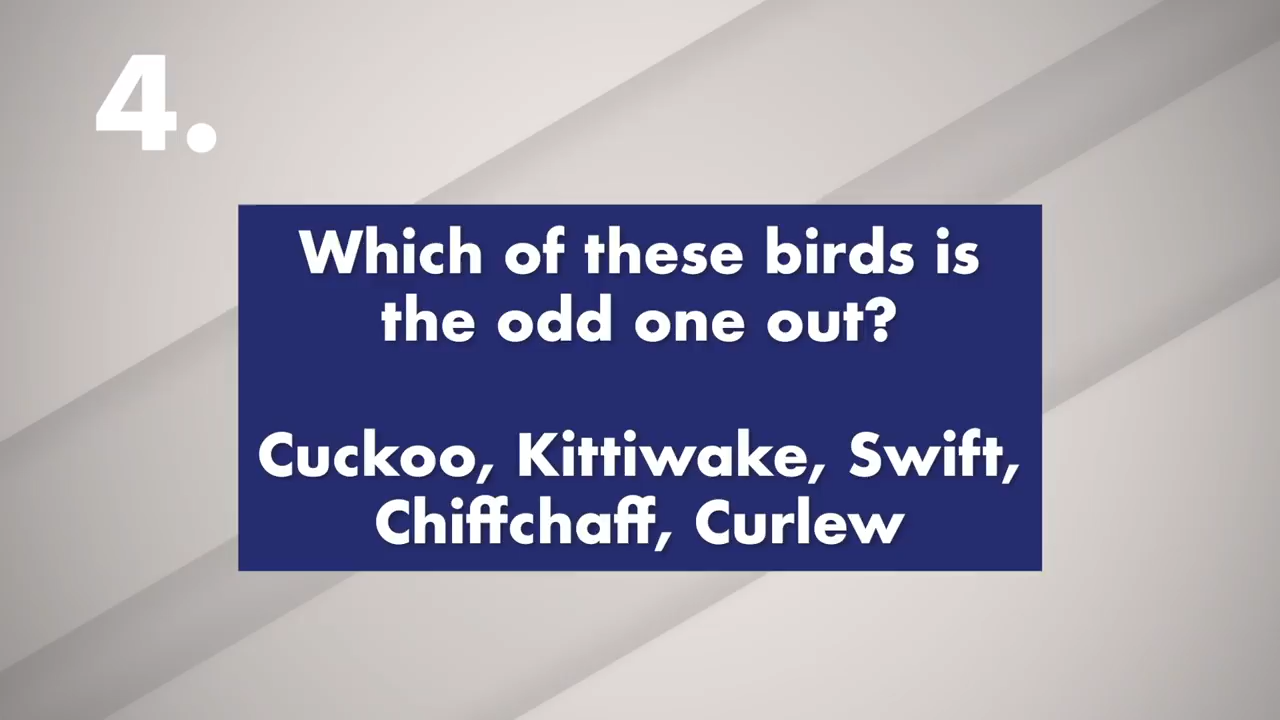 4.
Which of these birds is
the odd one out?
Cuckoo, Kittiwake, Swift,
Chiffchaff, Curlew